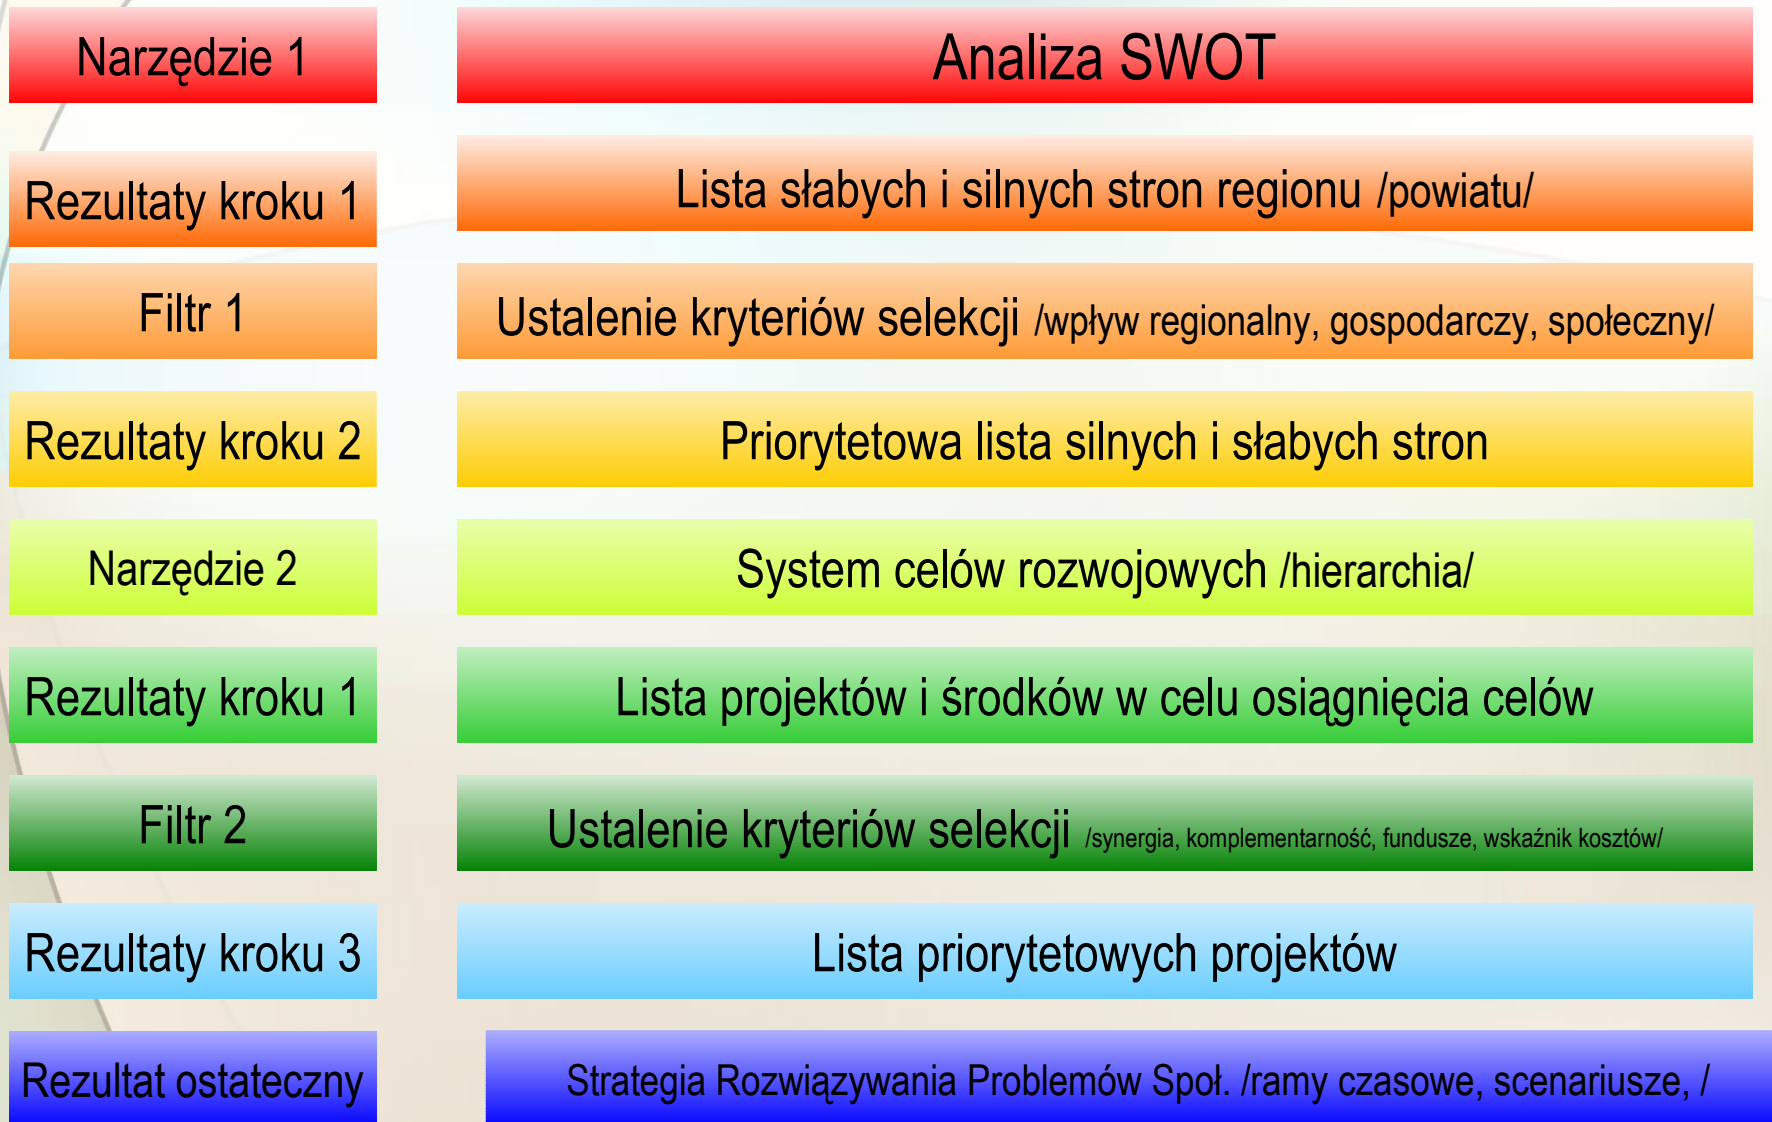 Narzędzie 1
Analiza SWOT
Rezultaty kroku 1
Lista słabych i silnych stron regionu /powiatu/
Filtr 1
Ustalenie kryteriów selekcji /wpływ regionalny, gospodarczy, społeczny/
Rezultaty kroku 2
Priorytetowa lista silnych i słabych stron
Narzędzie 2
System celów rozwojowych /hierarchia/
Rezultaty kroku 1
Lista projektów i środków w celu osiągnięcia celów
Filtr 2
Ustalenie kryteriów selekcji /synergia, komplementarność, fundusze, wskaźnik kosztów/
Rezultaty kroku 3
Lista priorytetowych projektów
Rezultat ostateczny
Strategia Rozwiązywania Problemów Społ. /ramy czasowe, scenariusze, /